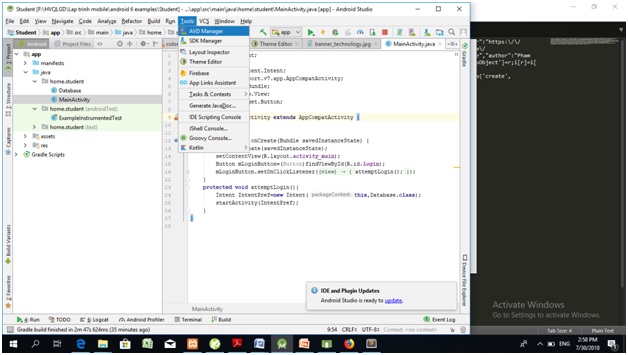 Student [F:\HVCLGD\Lap trinh mobile\android 6 examples\Student] - ...\app\src\main\java\home\student\MainActivity.java [app] - Android Studio
File Edit View Navigate Code Analyze Refactor Build Run Tools VCS Window Help
Student app src main java home student app
Android Project Files Theme Editor banner_technology.jpg MainActivity.java
app
manifests
java
home.student
Database
MainActivity
home.student (androidTest)
ExampleInstrumentedTest
home.student (test)
assets
res
Gradle Scripts
AVD Manager
SDK Manager
Layout Inspector
Theme Editor
Firebase
App Links Assistant
Tasks & Contexts
Generate JavaDoc...
IDE Scripting Console
JShell Console...
Groovy Console...
Kotlin
.Intent;
rt.v7.app.AppCompatActivity;
.Bundle;
.View;
t.Button;
tivity extends AppCompatActivity {
onCreate(Bundle savedInstanceState) {
(savedInstanceState);
setContentView(R.layout.activity_main);
Button mLoginButton=(Button)findViewById(R.id.Login);
mLoginButton.setOnClickListener((view) → { attemptLogin(); });
}
protected void attemptLogin(){
Intent IntentPref=new Intent( packageContext: this,Database.class);
startActivity(IntentPref);
}
}
MainActivity
IDE and Plugin Updates
Android Studio is ready to update.
4: Run TODO 6: Logcat Android Profiler Terminal Build Event Log
Gradle build finished in 2m 47s 624ms (35 minutes ago)
9:54 CRLF UTF-8 Context: <no context>
1: Project
7: Structure
Captures
Build Variants
2: Favorites
Gradle
Device File Explorer
:"https:\/\/
,"author":"Pham
'create',
Activate Windows
Go to Settings to activate Windows.
Tab Size: 4 Plain Text
ENG
2:58 PM
7/30/2018